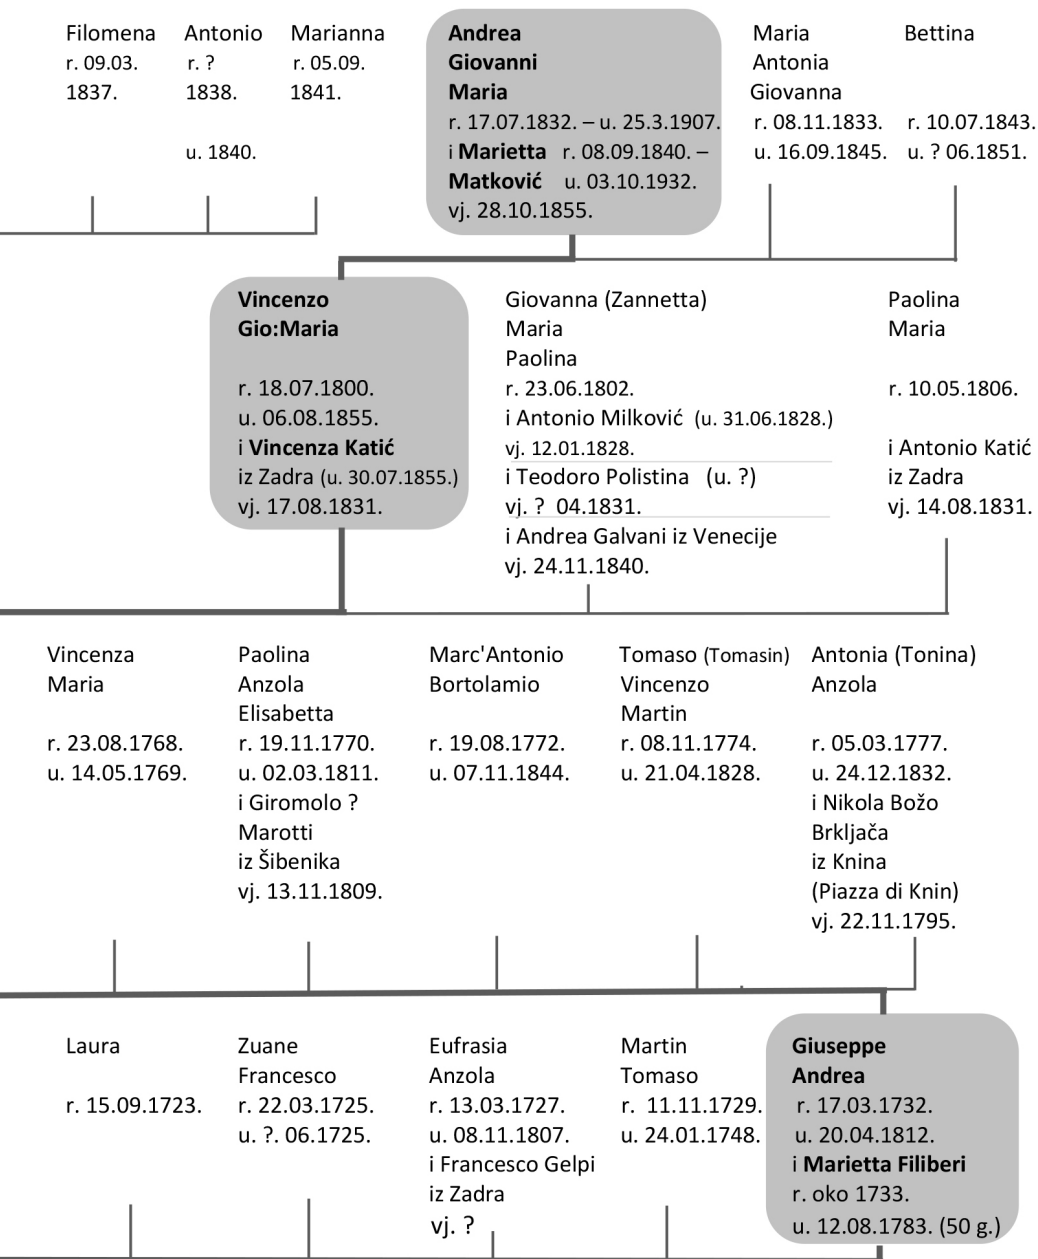 Filomena
r. 09.03.
1837.
Antonio
r. ?
1838.
u. 1840.
Marianna
r. 05.09.
1841.
Andrea
Giovanni
Maria
r. 17.07.1832. – u. 25.3.1907.
i Marietta r. 08.09.1840. –
Matković u. 03.10.1932.
vj. 28.10.1855.
Maria
Antonia
Giovanna
r. 08.11.1833.
u. 16.09.1845.
Bettina
r. 10.07.1843.
u. ? 06.1851.
Vincenzo
Gio:Maria
r. 18.07.1800.
u. 06.08.1855.
i Vincenza Katić
iz Zadra (u. 30.07.1855.)
vj. 17.08.1831.
Giovanna (Zannetta)
Maria
Paolina
r. 23.06.1802.
i Antonio Milković (u. 31.06.1828.)
vj. 12.01.1828.
i Teodoro Polistina (u. ?)
vj. ? 04.1831.
i Andrea Galvani iz Venecije
vj. 24.11.1840.
Paolina
Maria
r. 10.05.1806.
i Antonio Katić
iz Zadra
vj. 14.08.1831.
Vincenza
Maria
r. 23.08.1768.
u. 14.05.1769.
Paolina
Anzola
Elisabetta
r. 19.11.1770.
u. 02.03.1811.
i Giromolo ?
Marotti
iz Šibenika
vj. 13.11.1809.
Marc'Antonio
Bortolamio
r. 19.08.1772.
u. 07.11.1844.
Tomaso (Tomasin)
Vincenzo
Martin
r. 08.11.1774.
u. 21.04.1828.
Antonia (Tonina)
Anzola
r. 05.03.1777.
u. 24.12.1832.
i Nikola Božo
Brkljača
iz Knina
(Piazza di Knin)
vj. 22.11.1795.
Laura
r. 15.09.1723.
Zuane
Francesco
r. 22.03.1725.
u. ?. 06.1725.
Eufrasia
Anzola
r. 13.03.1727.
u. 08.11.1807.
i Francesco Gelpi
iz Zadra
vj. ?
Martin
Tomaso
r. 11.11.1729.
u. 24.01.1748.
Giuseppe
Andrea
r. 17.03.1732.
u. 20.04.1812.
i Marietta Filiberi
r. oko 1733.
u. 12.08.1783. (50 g.)